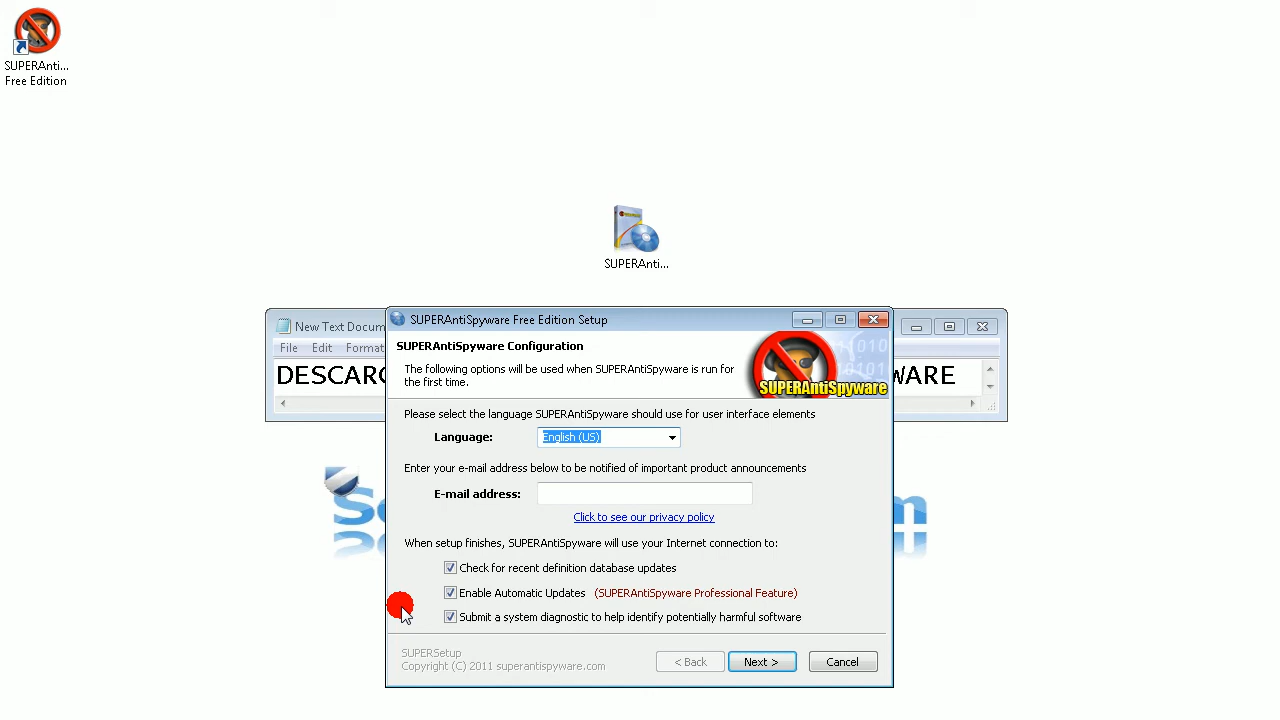 SUPERAnti...
Free Edition
SUPERAnti...
New Text Docum
File Edit Format
DESCARG
WARE
SUPERAntiSpyware Free Edition Setup
SUPERAntiSpyware Configuration
The following options will be used when SUPERAntiSpyware is run for
the first time.
SUPERAntiSpyware
Please select the language SUPERAntiSpyware should use for user interface elements
Language: English (US)
Enter your e-mail address below to be notified of important product announcements
E-mail address:
Click to see our privacy policy
When setup finishes, SUPERAntiSpyware will use your Internet connection to:
Check for recent definition database updates
Enable Automatic Updates (SUPERAntiSpyware Professional Feature)
Submit a system diagnostic to help identify potentially harmful software
SUPERSetup
Copyright (C) 2011 superantispyware.com
< Back Next > Cancel